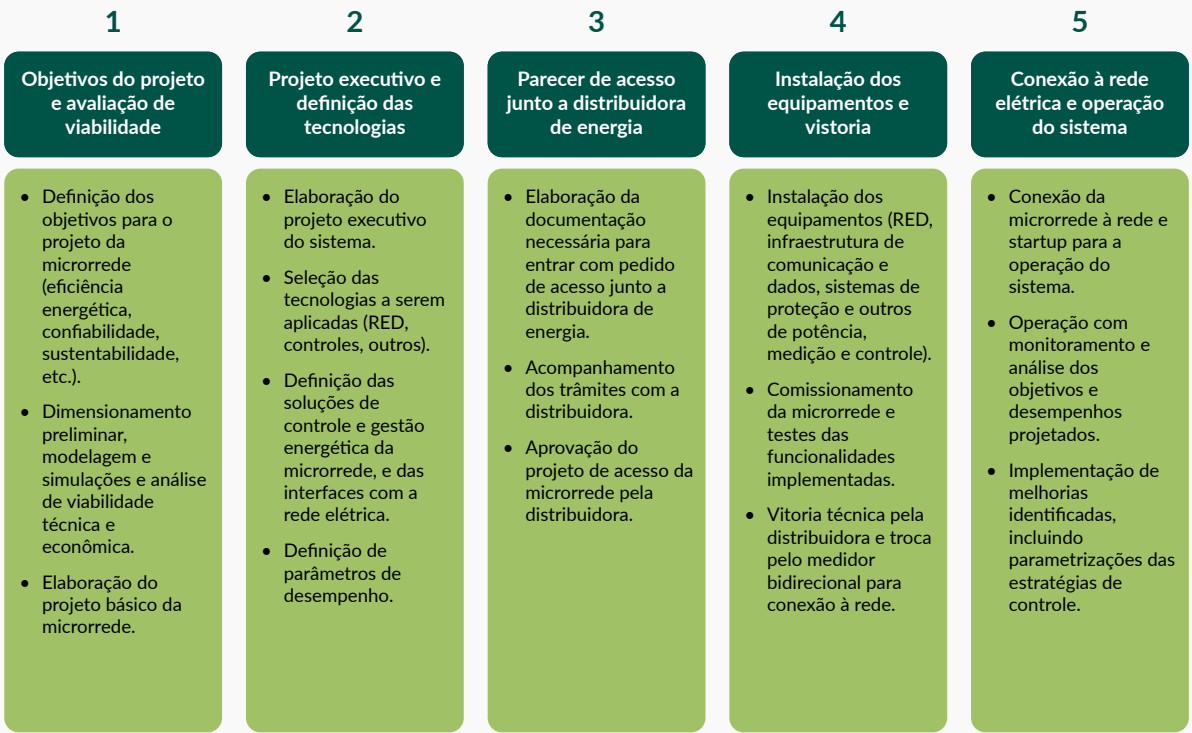 1
Objetivos do projeto
e avaliação de
viabilidade
• Definição dos
objetivos para o
projeto da
microrrede
(eficiência
energética,
confiabilidade,
sustentabilidade,
etc.).
• Dimensionamento
preliminar,
modelagem e
simulações e análise
de viabilidade
técnica e
econômica.
• Elaboração do
projeto básico da
microrrede.
2
Projeto executivo e
definição das
tecnologias
• Elaboração do
projeto executivo
do sistema.
• Seleção das
tecnologias a serem
aplicadas (RED,
controles, outros).
• Definição das
soluções de
controle e gestão
energética da
microrrede, e das
interfaces com a
rede elétrica.
• Definição de
parâmetros de
desempenho.
3
Parecer de acesso
junto a distribuidora
de energia
• Elaboração da
documentação
necessária para
entrar com pedido
de acesso junto a
distribuidora de
energia.
• Acompanhamento
dos trâmites com a
distribuidora.
• Aprovação do
projeto de acesso da
microrrede pela
distribuidora.
4
Instalação dos
equipamentos e
vistoria
• Instalação dos
equipamentos (RED,
infraestrutura de
comunicação e
dados, sistemas de
proteção e outros
de potência,
medição e controle).
• Comissionamento
da microrrede e
testes das
funcionalidades
implementadas.
• Vitoria técnica pela
distribuidora e troca
pelo medidor
bidirecional para
conexão à rede.
5
Conexão à rede
elétrica e operação
do sistema
• Conexão da
microrrede à rede e
startup para a
operação do
sistema.
• Operação com
monitoramento e
análise dos
objetivos e
desempenhos
projetados.
• Implementação de
melhorias
identificadas,
incluindo
parametrizações das
estratégias de
controle.